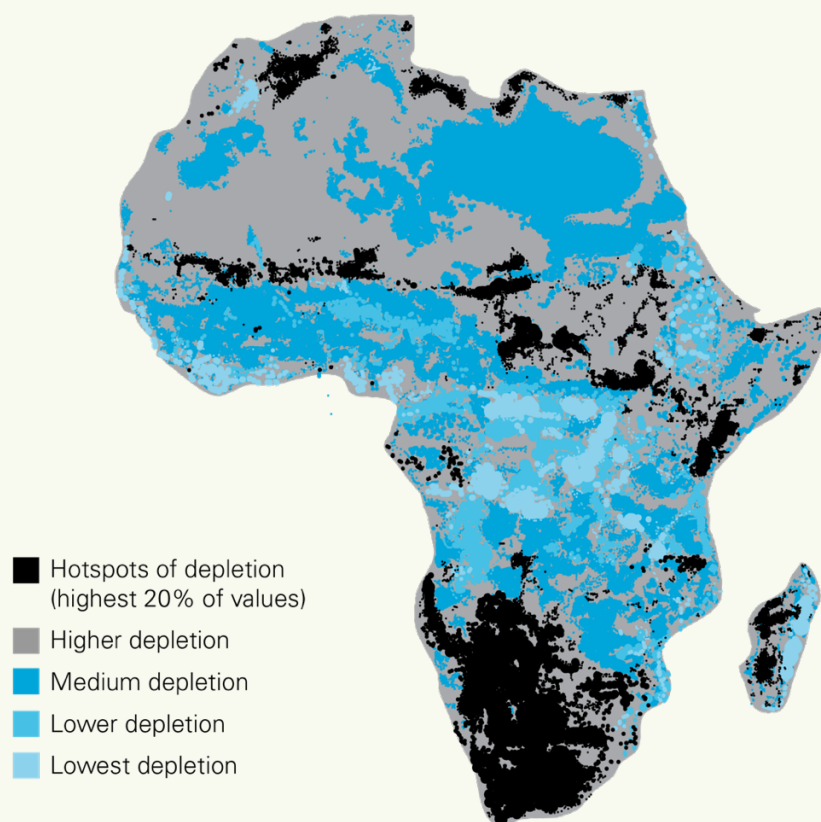 Hotspots of depletion
(highest 20% of values)
Higher depletion
Medium depletion
Lower depletion
Lowest depletion